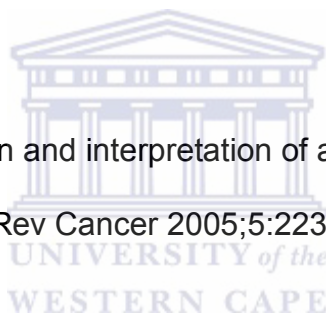 n and interpretation of a
Rev Cancer 2005;5:223
UNIVERSITY of the
WESTERN CAPE